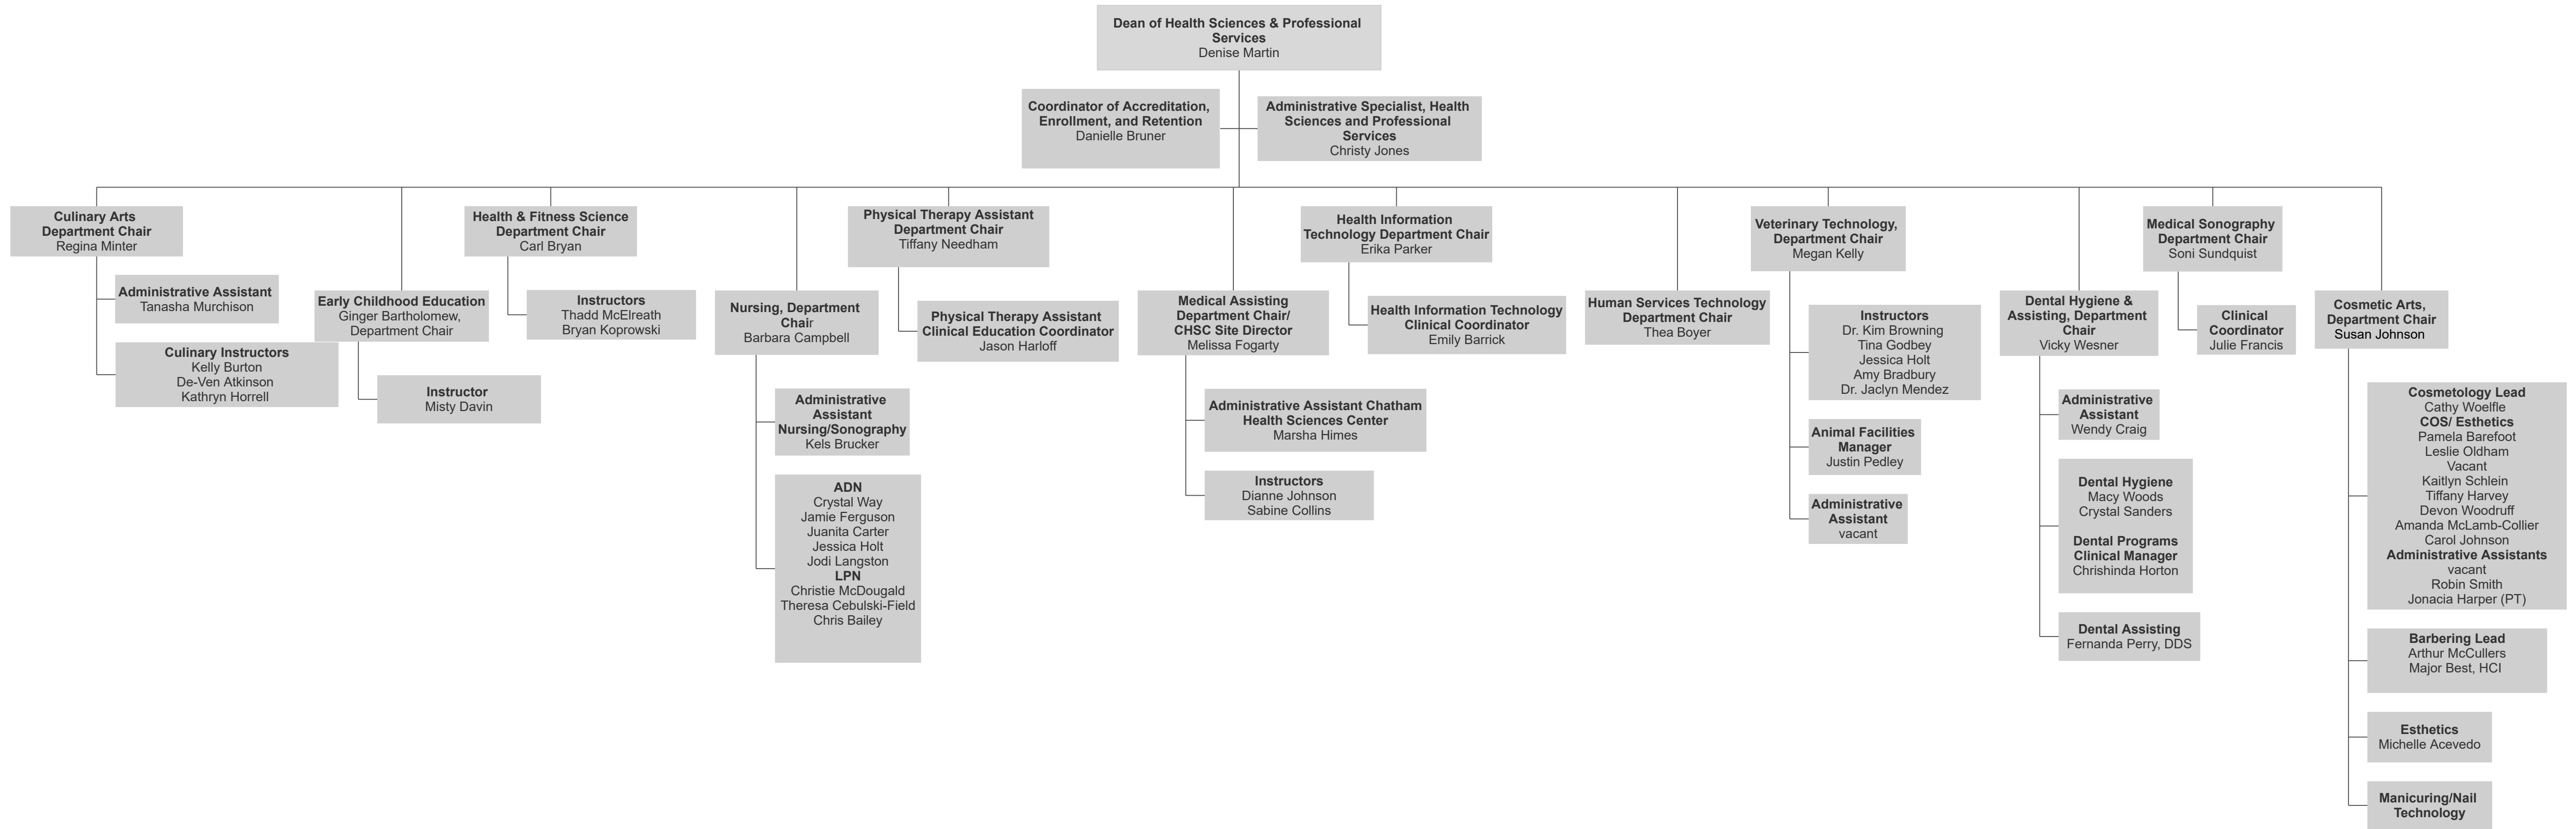 Dean of Health Sciences & Professional
Services
Denise Martin
Coordinator of Accreditation,
Enrollment, and Retention
Danielle Bruner
Administrative Specialist, Health
Sciences and Professional
Services
Christy Jones
Culinary Arts
Department Chair
Regina Minter
Administrative Assistant
Tanasha Murchison
Culinary Instructors
Kelly Burton
De-Ven Atkinson
Kathryn Horrell
Early Childhood Education
Ginger Bartholomew,
Department Chair
Instructor
Misty Davin
Health & Fitness Science
Department Chair
Carl Bryan
Instructors
Thadd McElreath
Bryan Koprowski
Nursing, Department
Chair
Barbara Campbell
Administrative
Assistant
Nursing/Sonography
Kels Brucker
ADN
Crystal Way
Jamie Ferguson
Juanita Carter
Jessica Holt
Jodi Langston
LPN
Christie McDougald
Theresa Cebulski-Field
Chris Bailey
Physical Therapy Assistant
Department Chair
Tiffany Needham
Physical Therapy Assistant
Clinical Education Coordinator
Jason Harloff
Medical Assisting
Department Chair/
CHSC Site Director
Melissa Fogarty
Administrative Assistant Chatham
Health Sciences Center
Marsha Himes
Instructors
Dianne Johnson
Sabine Collins
Health Information
Technology Department Chair
Erika Parker
Health Information Technology
Clinical Coordinator
Emily Barrick
Human Services Technology
Department Chair
Thea Boyer
Veterinary Technology,
Department Chair
Megan Kelly
Instructors
Dr. Kim Browning
Tina Godbey
Jessica Holt
Amy Bradbury
Dr. Jaclyn Mendez
Animal Facilities
Manager
Justin Pedley
Administrative
Assistant
vacant
Dental Hygiene &
Assisting, Department
Chair
Vicky Wesner
Administrative
Assistant
Wendy Craig
Dental Hygiene
Macy Woods
Crystal Sanders
Dental Programs
Clinical Manager
Chrishinda Horton
Dental Assisting
Fernanda Perry, DDS
Medical Sonography
Department Chair
Soni Sundquist
Clinical
Coordinator
Julie Francis
Cosmetic Arts,
Department Chair
Susan Johnson
Cosmetology Lead
Cathy Woelfle
COS/ Esthetics
Pamela Barefoot
Leslie Oldham
Vacant
Kaitlyn Schlein
Tiffany Harvey
Devon Woodruff
Amanda McLamb-Collier
Carol Johnson
Administrative Assistants
vacant
Robin Smith
Jonacia Harper (PT)
Barbering Lead
Arthur McCullers
Major Best, HCI
Esthetics
Michelle Acevedo
Manicuring/Nail
Technology